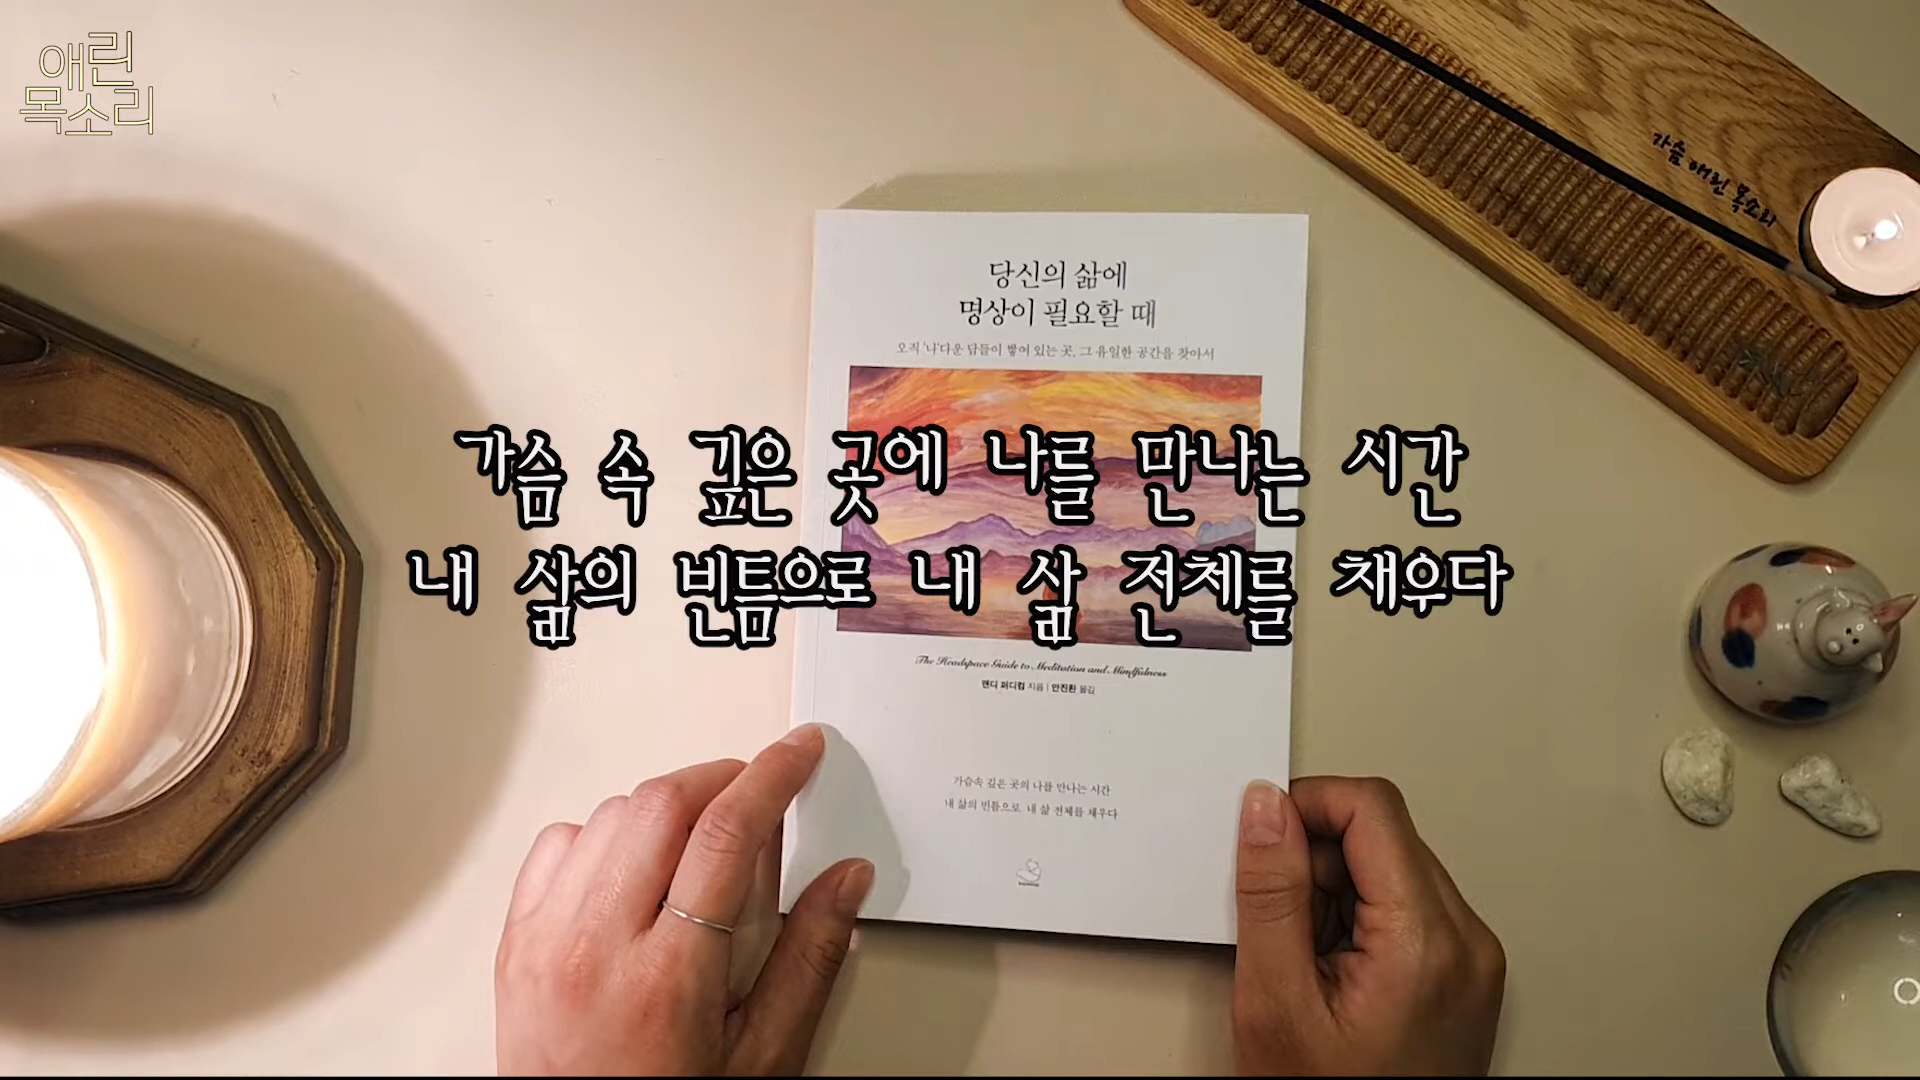 애린
목소리
가슴 애린 목소리
당신의 삶에
명상이 필요할 때
오직 '나'다운 답들이 쌓여 있는 곳, 그 유일한 공간을 찾아서
가슴 속 깊은 곳에 나를 만나는 시간
내 삶의 빈틈으로 내 삶 전체를 채우다
The Headspace Guide to Meditation and Mindfulness
앤디 퍼디컴 지음 | 안진환 옮김
가슴속 깊은 곳의 나를 만나는 시간
내 삶의 빈틈으로 내 삶 전체를 채우다